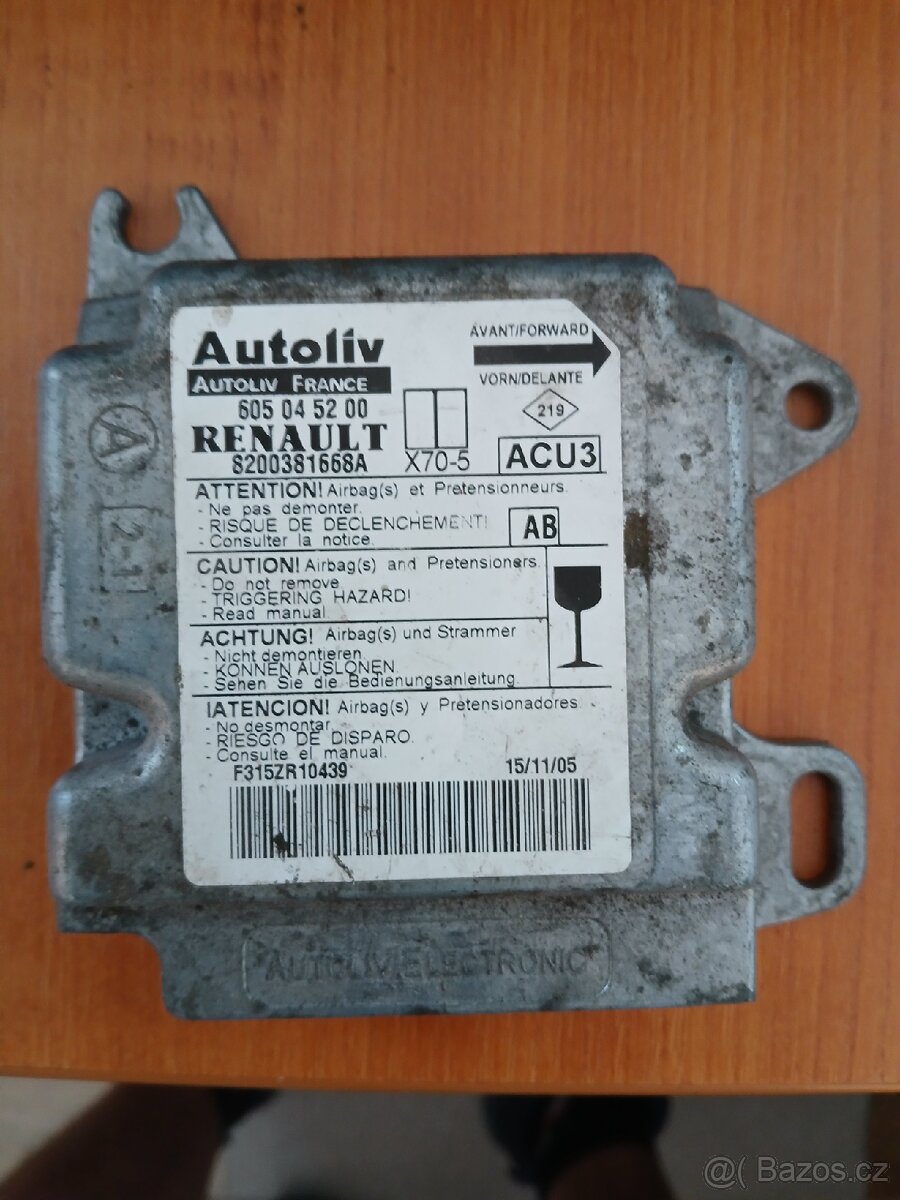 Autoliv
AUTOLIV FRANCE
605 04 52 00
RENAULT
8200381668A
X70-5
AVANT/FORWARD
VORN/DELANTE
219
ACU3
ATTENTION! Airbag(s) et Pretensionneurs.
- Ne pas demonter.
- RISQUE DE DECLENCHEMENT!
- Consulter la notice.
AB
CAUTION! Airbag(s) and Pretensioners.
- Do not remove
- TRIGGERING HAZARD!
- Read manual
ACHTUNG! Airbag(s) und Strammer
- Nicht demontieren
- KONNEN AUSLONEN
- Sehen Sie die Bedienungsanleitung.
!ATENCION! Airbag(s) y Pretensionadores
- No desmontar
- RIESGO DE DISPARO.
- Consulte el manual.
F315ZR10439
15/11/05
A
2-1
AUTOLIV ELECTRONIC
@( Bazos.cz